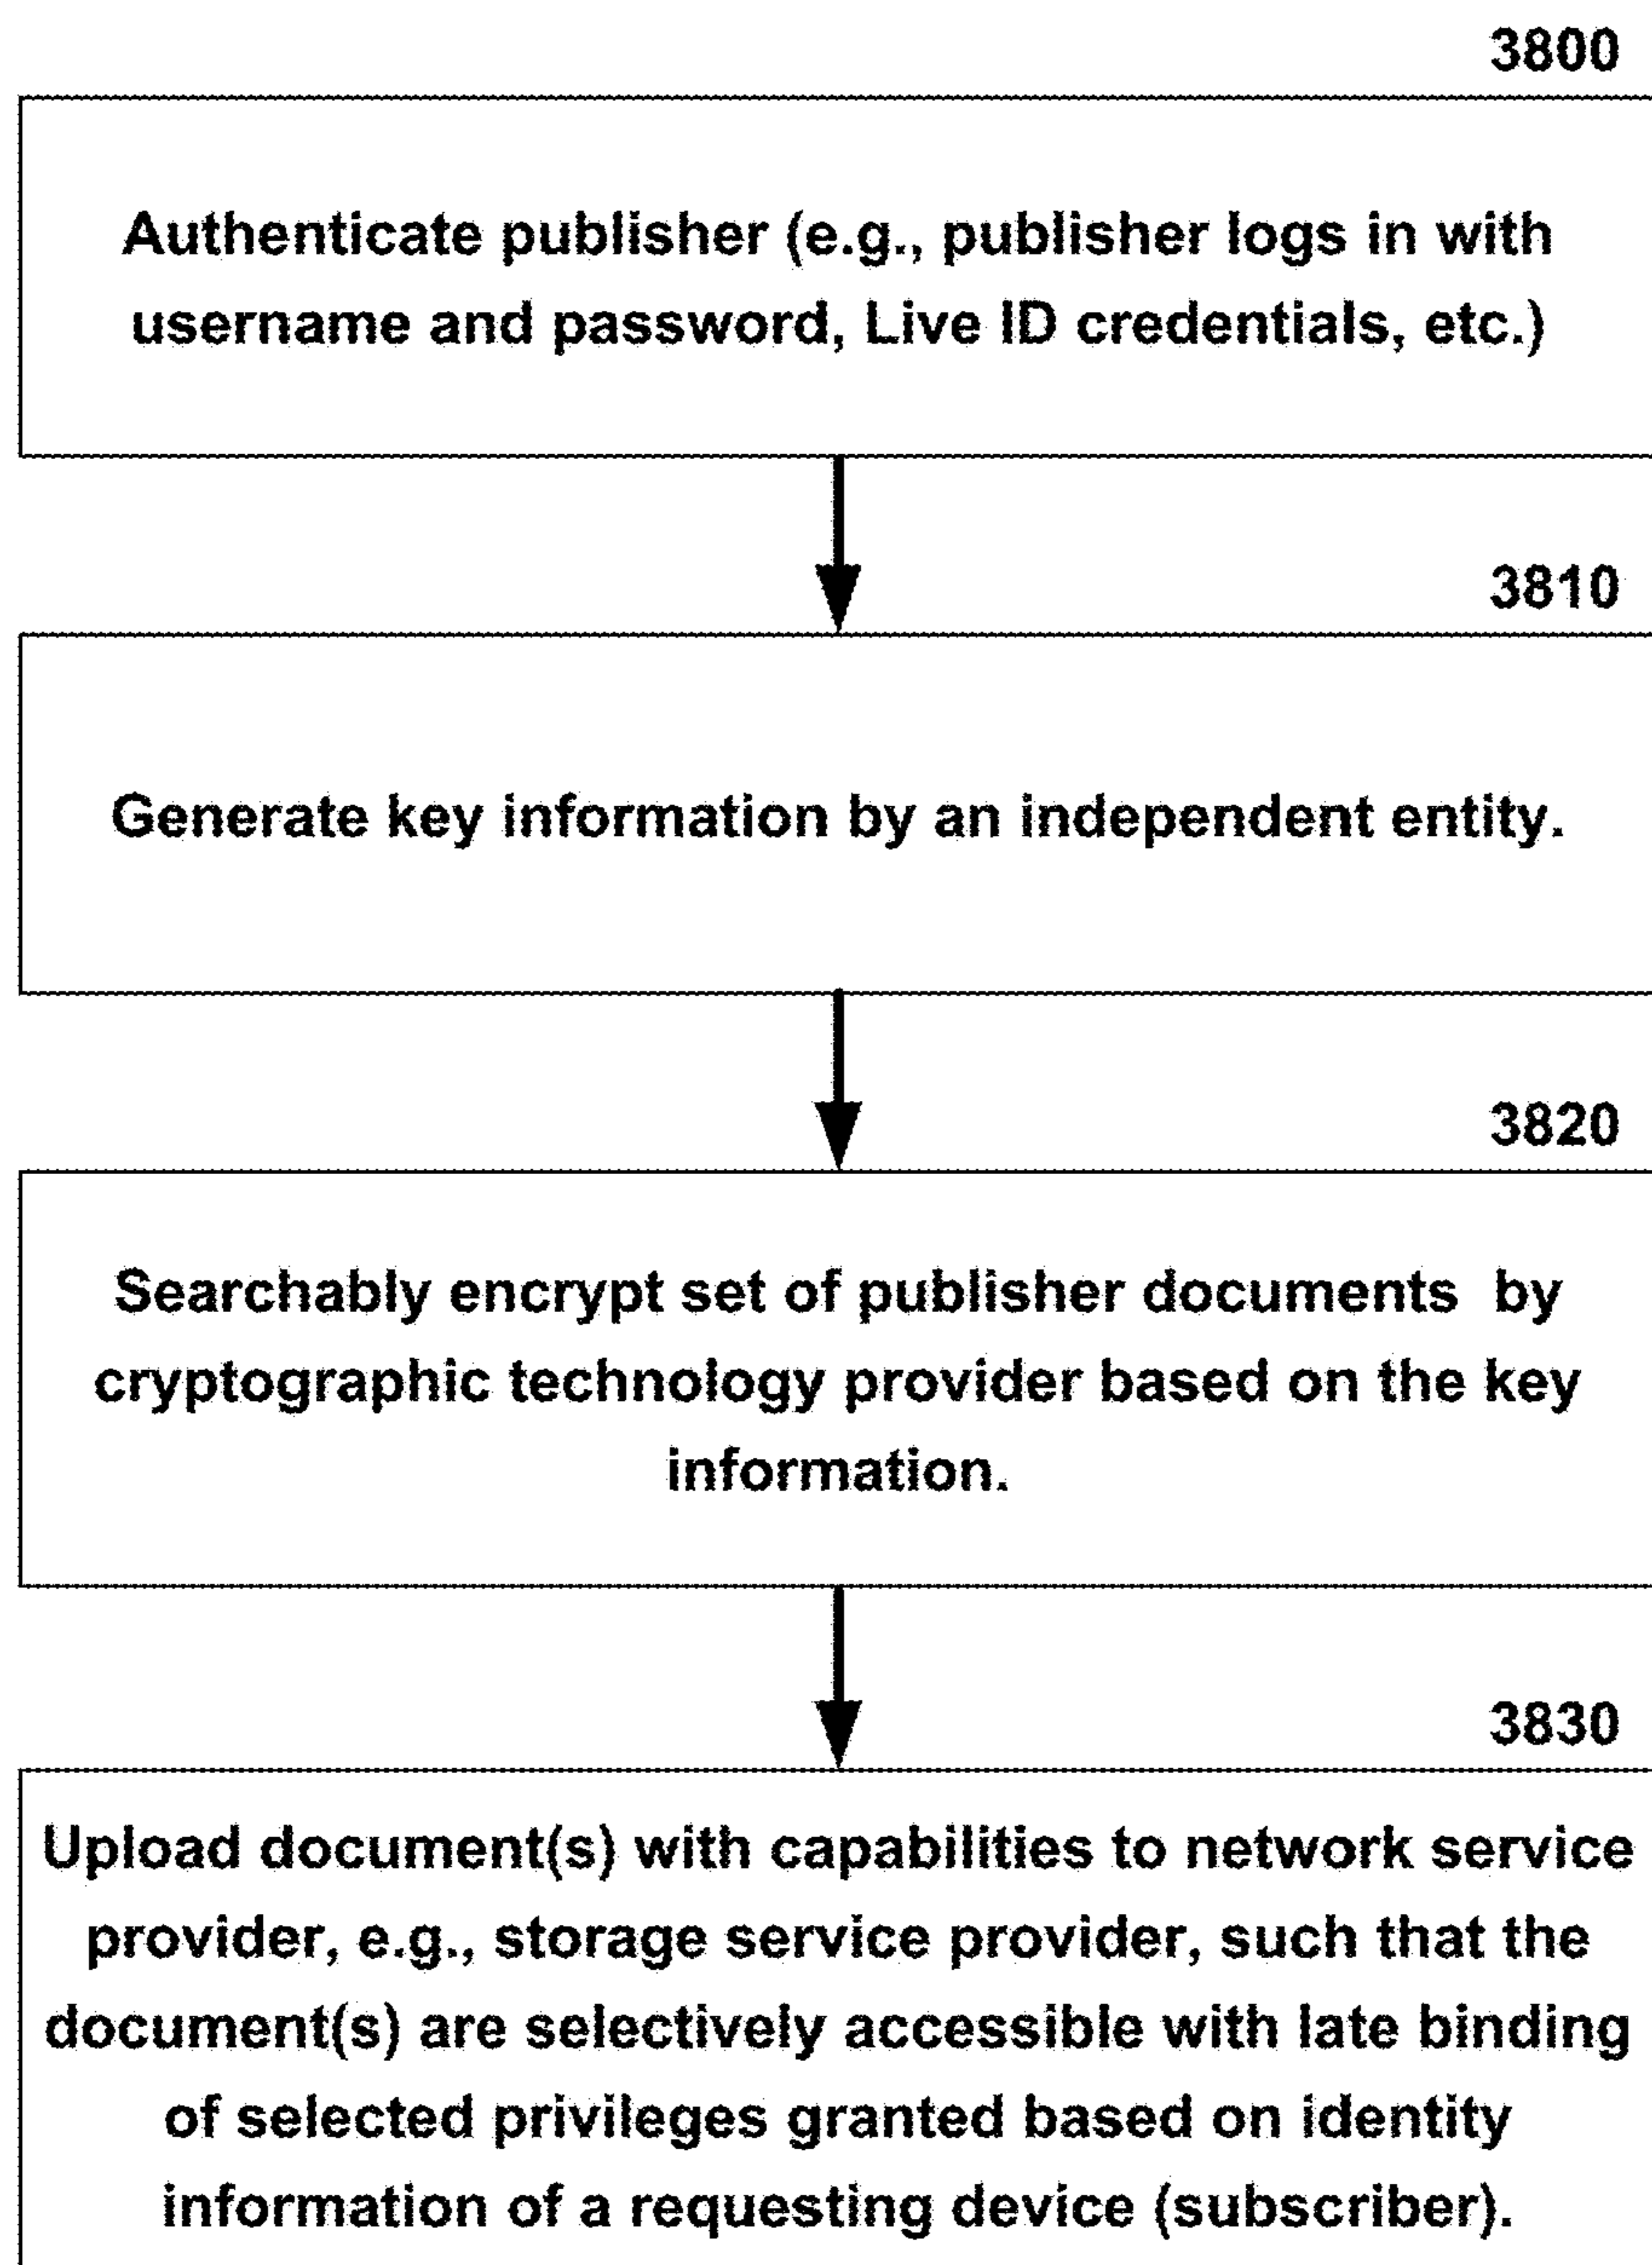 3800
Authenticate publisher (e.g., publisher logs in with
username and password, Live ID credentials, etc.)
3810
Generate key information by an independent entity.
3820
Searchably encrypt set of publisher documents by
cryptographic technology provider based on the key
information.
3830
Upload document(s) with capabilities to network service
provider, e.g., storage service provider, such that the
document(s) are selectively accessible with late binding
of selected privileges granted based on identity
information of a requesting device (subscriber).